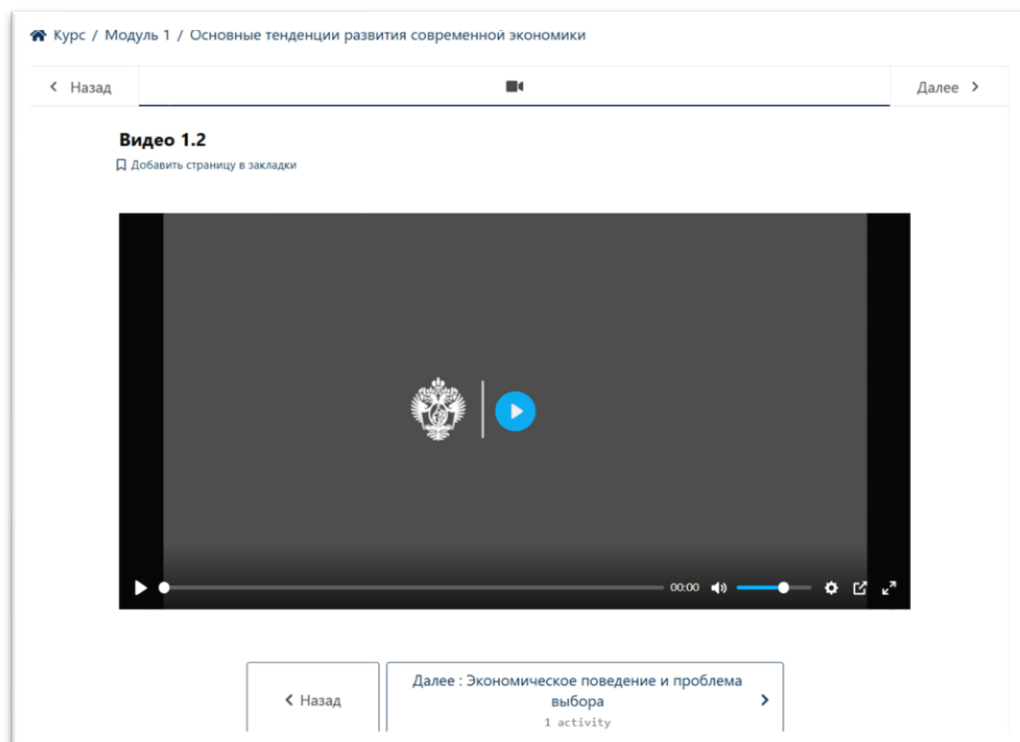 Курс / Модуль 1 / Основные тенденции развития современной экономики
Назад
Далее
Видео 1.2
Добавить страницу в закладки
00:00
Назад
Далее : Экономическое поведение и проблема
выбора
1 activity